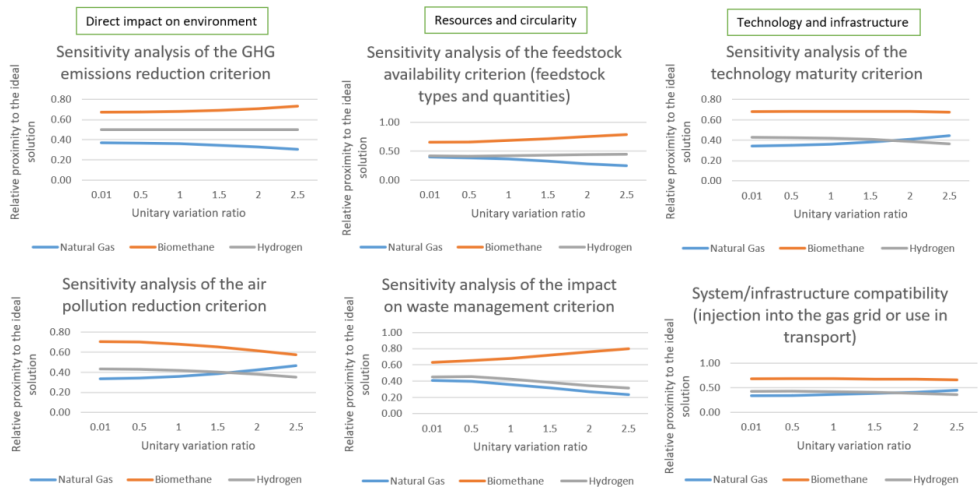 Direct impact on environment
Sensitivity analysis of the GHG
emissions reduction criterion
Relative proximity to the ideal
solution
0.80
0.60
0.40
0.20
0.00
0.01 0.5 1 1.5 2 2.5
Unitary variation ratio
Natural Gas Biomethane Hydrogen
Sensitivity analysis of the air
pollution reduction criterion
Relative proximity to the ideal
solution
0.80
0.60
0.40
0.20
0.00
0.01 0.5 1 1.5 2 2.5
Unitary variation ratio
Natural Gas Biomethane Hydrogen
Resources and circularity
Sensitivity analysis of the feedstock
availability criterion (feedstock
types and quantities)
Relative proximity to the ideal
solution
1.00
0.50
0.00
0.01 0.5 1 1.5 2 2.5
Unitary variation ratio
Natural Gas Biomethane Hydrogen
Sensitivity analysis of the impact
on waste management criterion
Relative proximity to the ideal
solution
1.00
0.80
0.60
0.40
0.20
0.00
0.01 0.5 1 1.5 2 2.5
Unitary variation ratio
Natural Gas Biomethane Hydrogen
Technology and infrastructure
Sensitivity analysis of the
technology maturity criterion
Relative proximity to the ideal
solution
0.80
0.60
0.40
0.20
0.00
0.01 0.5 1 1.5 2 2.5
Unitary variation ratio
Natural Gas Biomethane Hydrogen
System/infrastructure compatibility
(injection into the gas grid or use in
transport)
Relative proximity to the ideal
solution
1.00
0.50
0.00
0.01 0.5 1 1.5 2 2.5
Unitary variation ratio
Natural Gas Biomethane Hydrogen